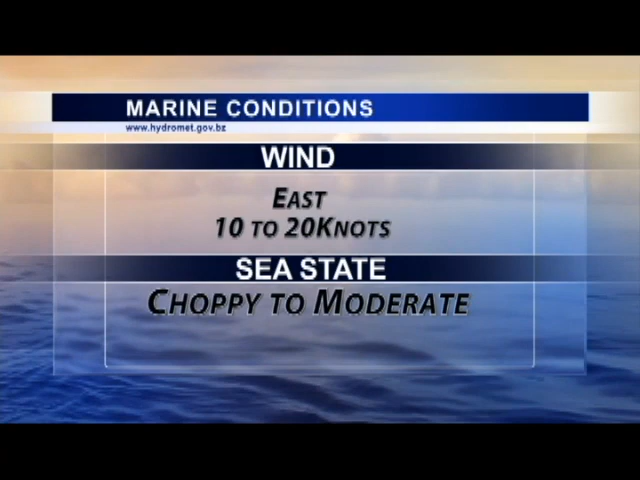 MARINE CONDITIONS
www.hydromet.gov.bz
WIND
EAST
10 TO 20KNOTS
SEA STATE
CHOPPY TO MODERATE